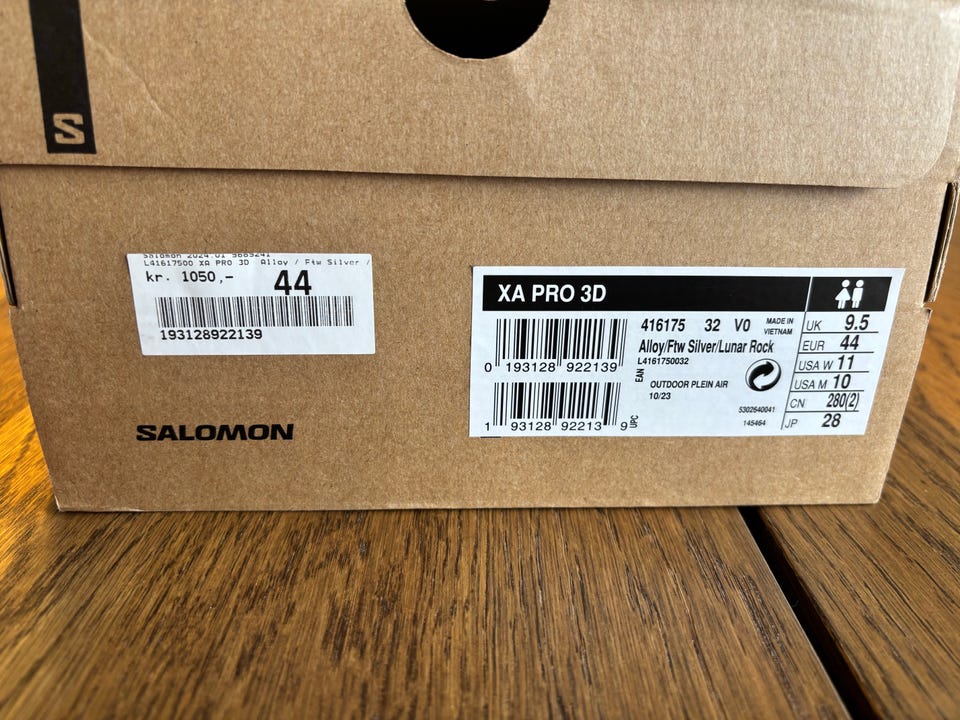 S
Salomon 2024.01 5689241
L41617500 XA PRO 3D Alloy / Ftw Silver /
kr. 1050,- 44
193128922139
SALOMON
XA PRO 3D
416175 32 V0 MADE IN VIETNAM
Alloy/Ftw Silver/Lunar Rock
L4161750032
0 193128 922139 EAN
OUTDOOR PLEIN AIR
10/23
5302640041
145464
1 93128 92213 9 UPC
UK 9.5
EUR 44
USA W 11
USA M 10
CN 280(2)
JP 28